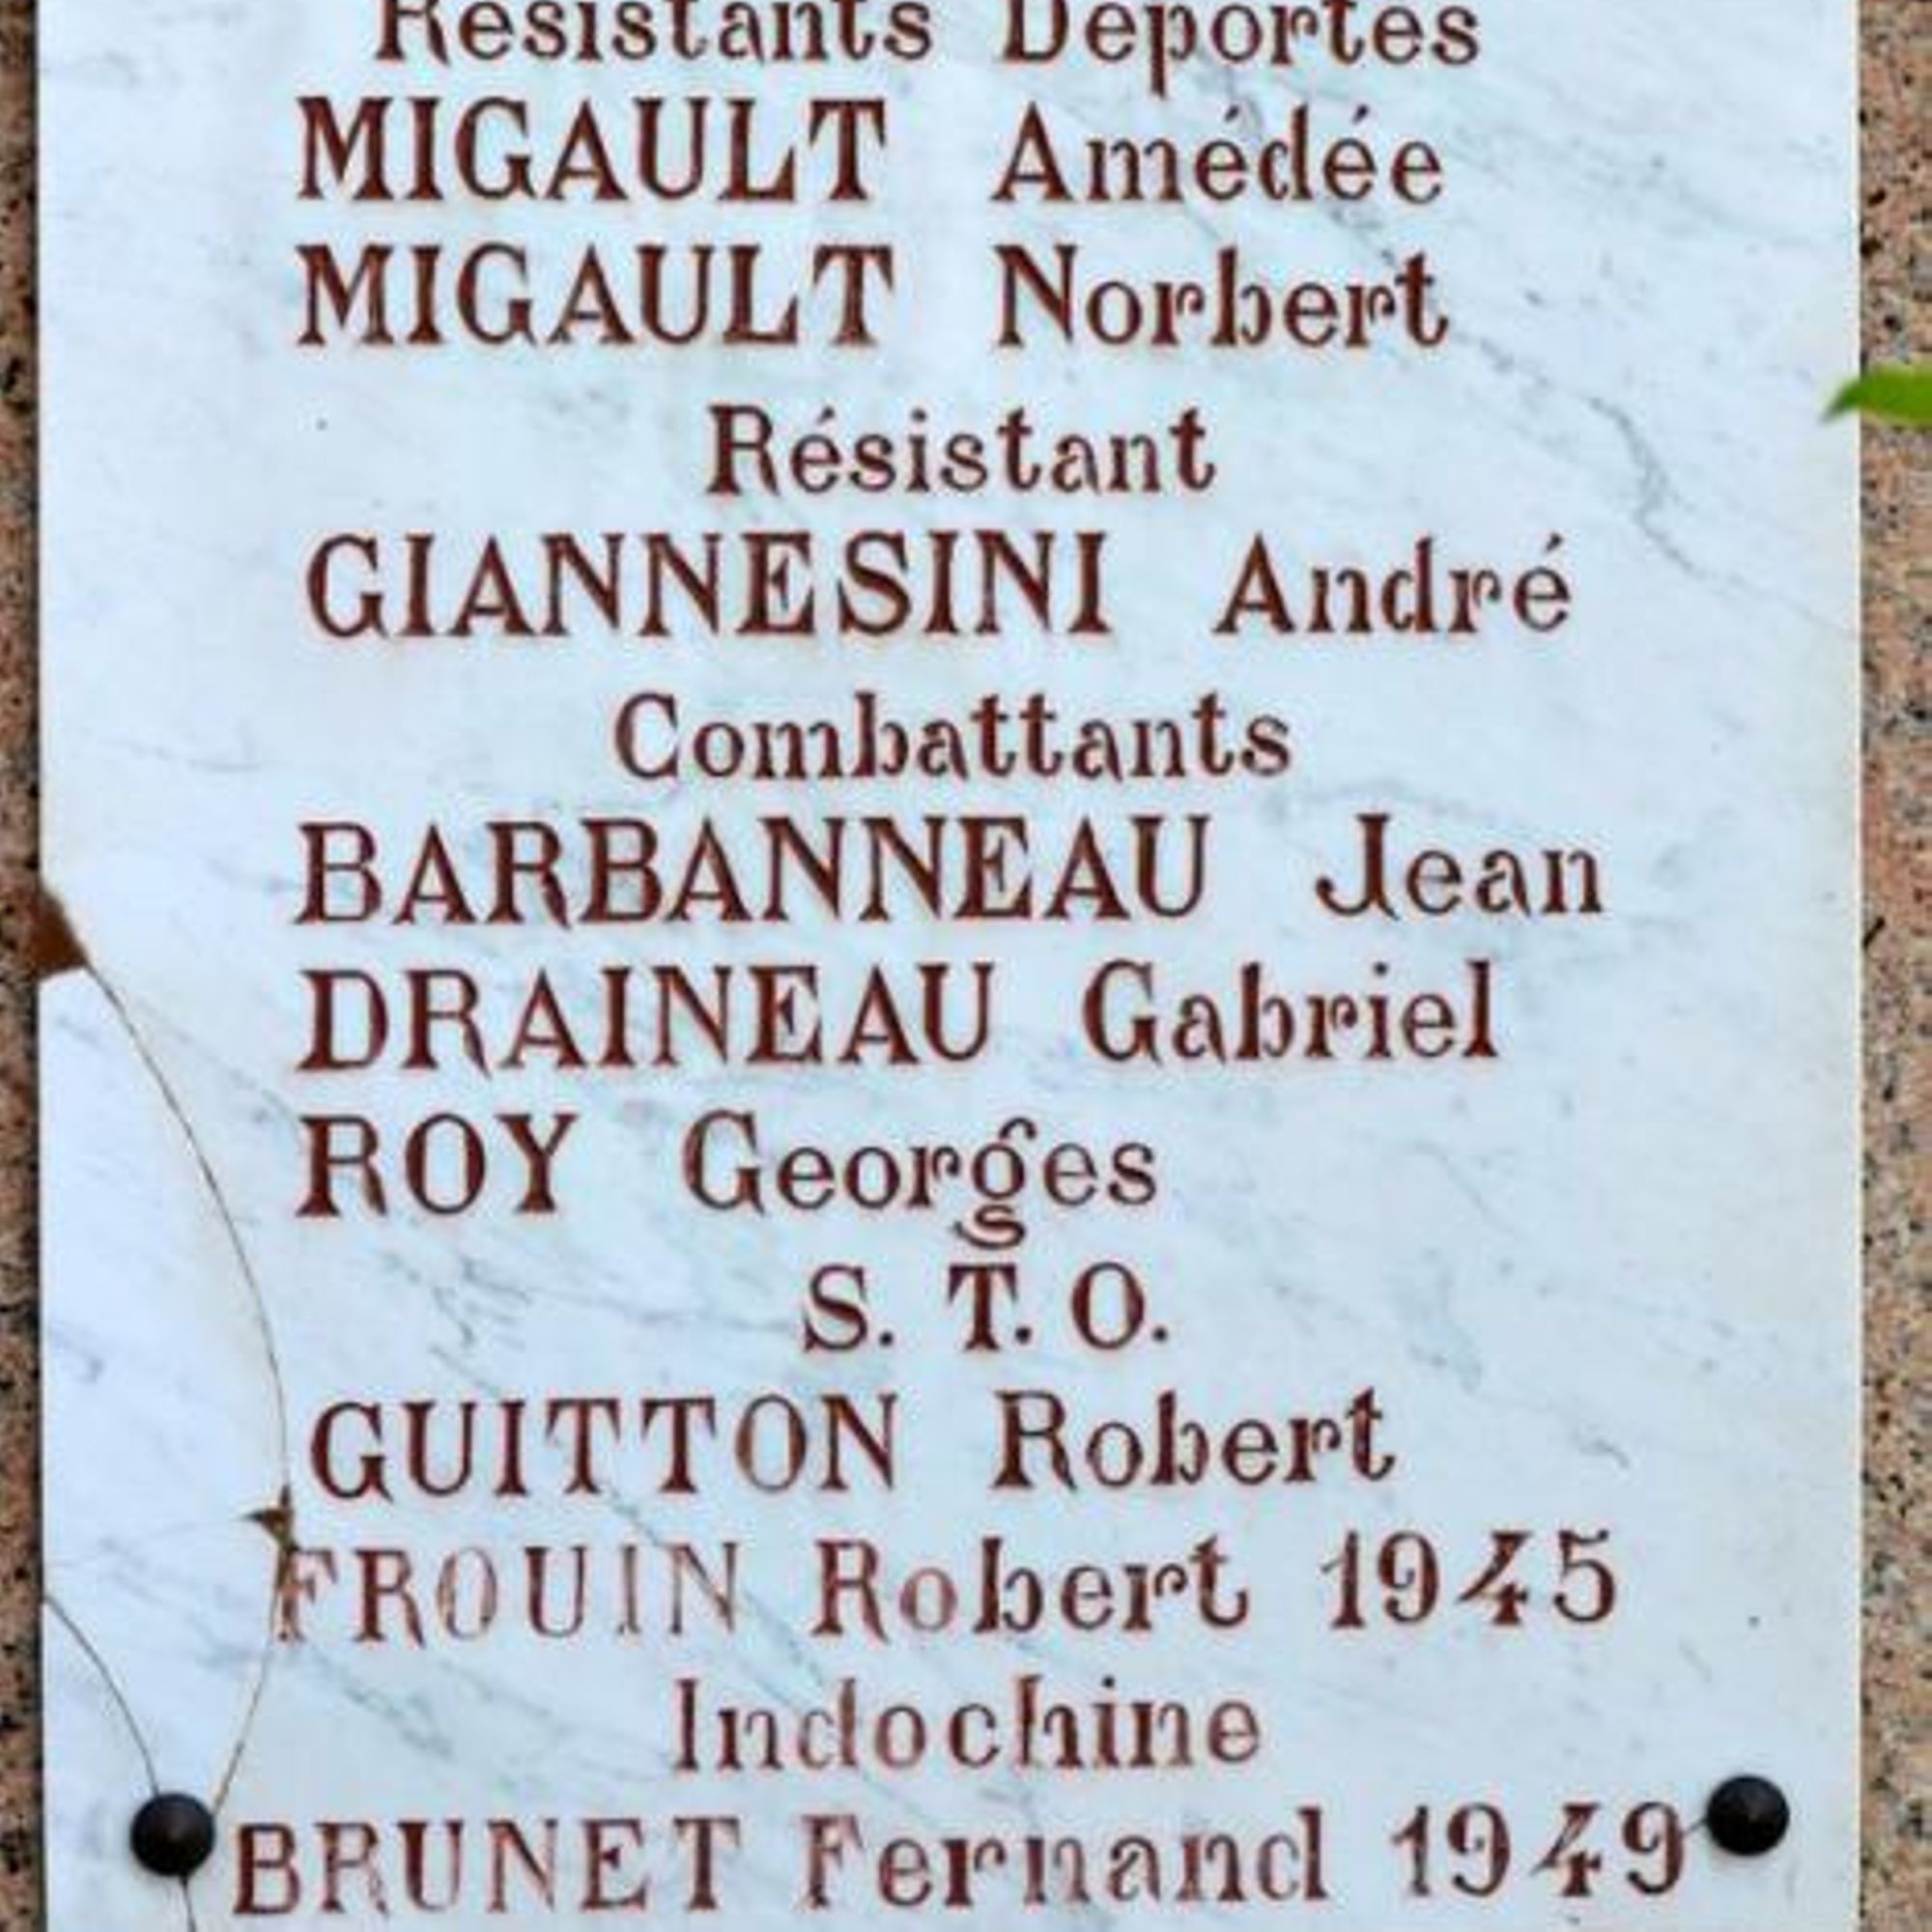 Résistants Déportés
MIGAULT Amédée
MIGAULT Norbert
Résistant
GIANNESINI André
Combattants
BARBANNEAU Jean
DRAINEAU Gabriel
ROY Georges
S. T. O.
GUITTON Robert
FROUIN Robert 1945
Indochine
BRUNET Fernand 1949